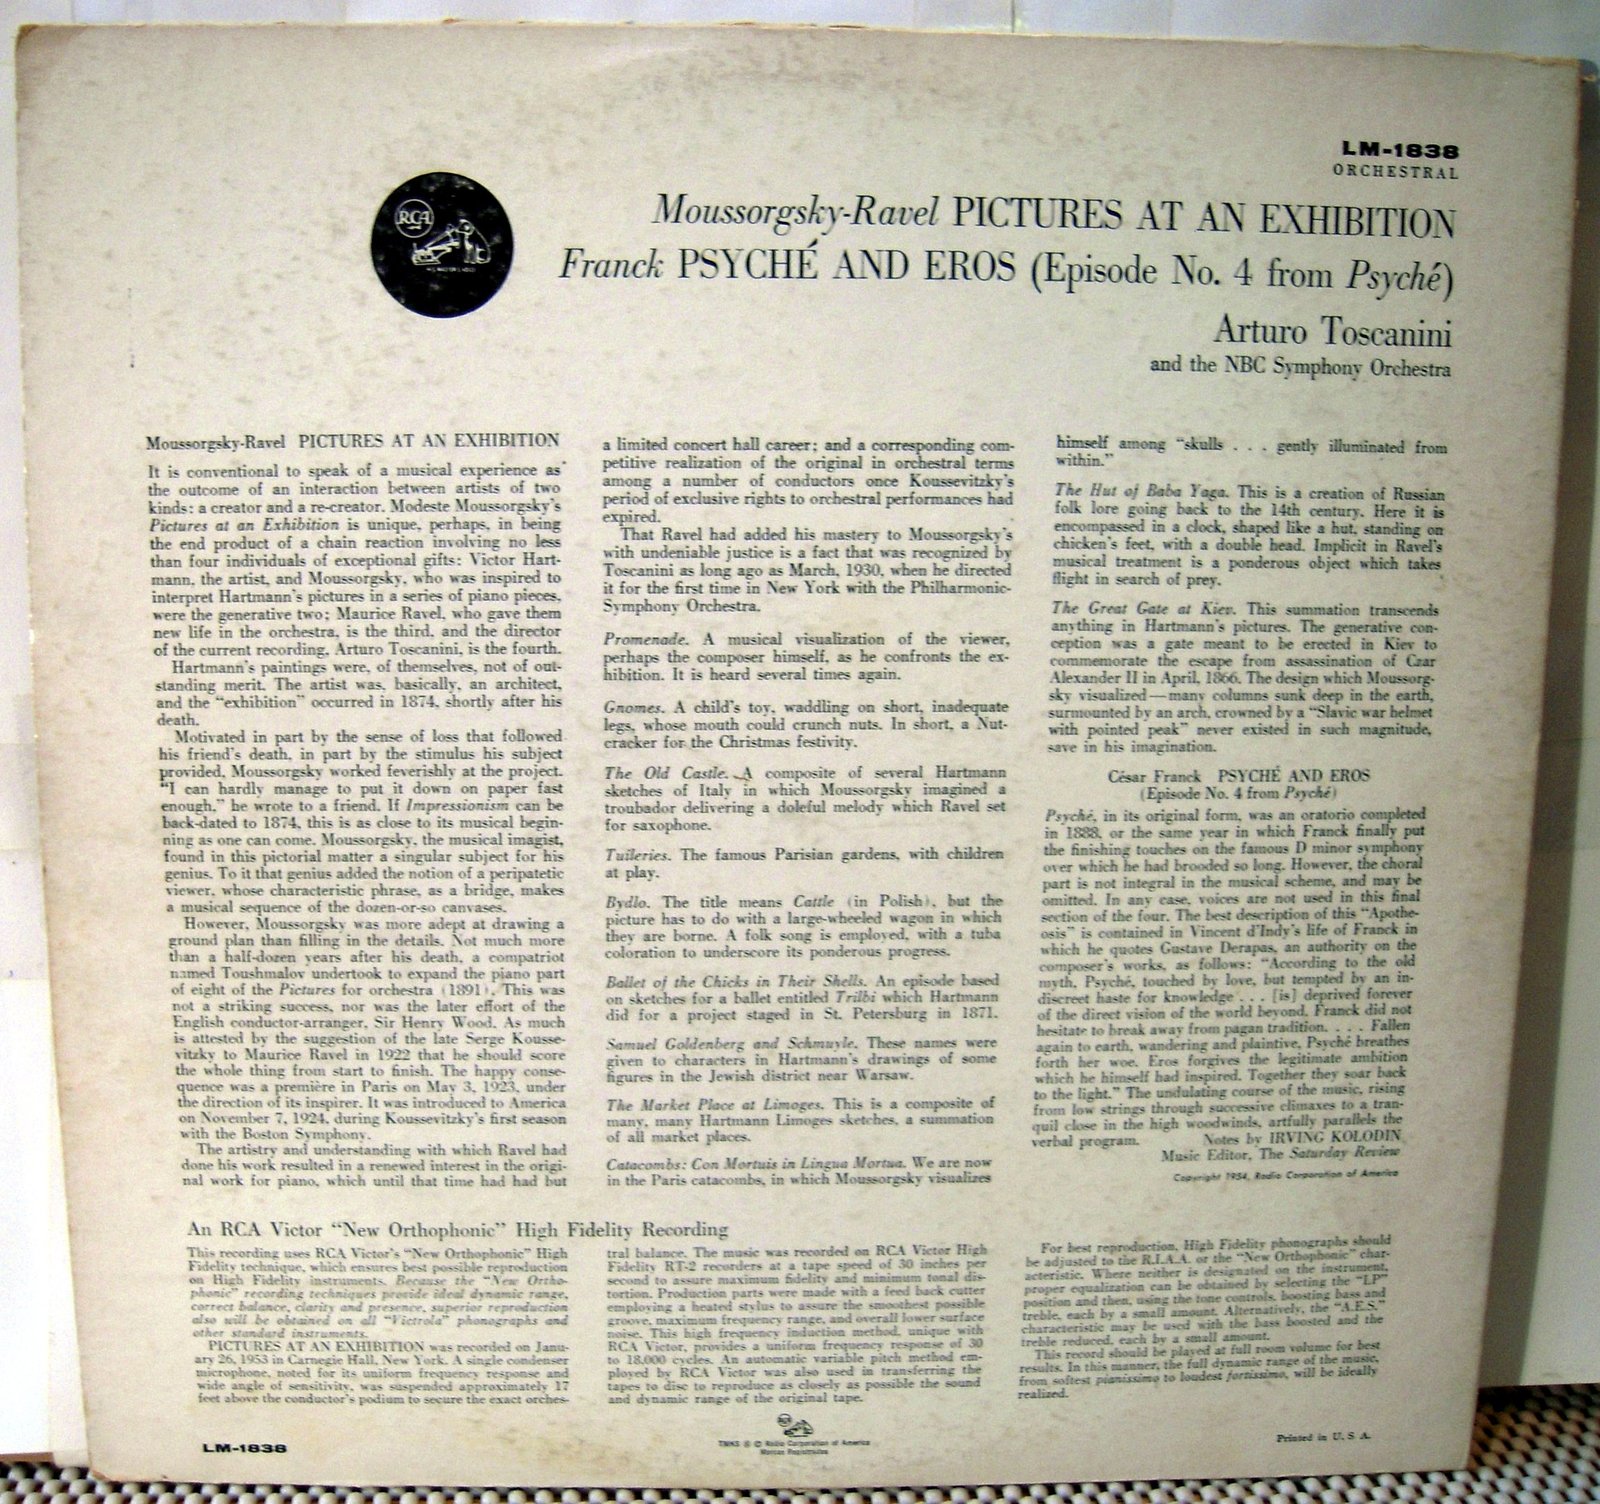 LM-1838
ORCHESTRAL
Moussorgsky-Ravel PICTURES AT AN EXHIBITION
Franck PSYCHÉ AND EROS (Episode No. 4 from Psyché)
Arturo Toscanini
and the NBC Symphony Orchestra
RCA
Moussorgsky-Ravel PICTURES AT AN EXHIBITION
It is conventional to speak of a musical experience as
the outcome of an interaction between artists of two
kinds: a creator and a re-creator. Modeste Moussorgsky's
Pictures at an Exhibition is unique, perhaps, in being
the end product of a chain reaction involving no less
than four individuals of exceptional gifts: Victor Hart-
mann, the artist, and Moussorgsky, who was inspired to
interpret Hartmann's pictures in a series of piano pieces,
were the generative two; Maurice Ravel, who gave them
new life in the orchestra, is the third, and the director
of the current recording, Arturo Toscanini, is the fourth.
Hartmann's paintings were, of themselves, not of out-
standing merit. The artist was, basically, an architect,
and the "exhibition" occurred in 1874, shortly after his
death.
Motivated in part by the sense of loss that followed
his friend's death, in part by the stimulus his subject
provided, Moussorgsky worked feverishly at the project.
"I can hardly manage to put it down on paper fast
enough," he wrote to a friend. If Impressionism can be
back-dated to 1874, this is as close to its musical begin-
ning as one can come. Moussorgsky, the musical imagist,
found in this pictorial matter a singular subject for his
genius. To it that genius added the notion of a peripatetic
viewer, whose characteristic phrase, as a bridge, makes
a musical sequence of the dozen-or-so canvases.
However, Moussorgsky was more adept at drawing a
ground plan than filling in the details. Not much more
than a half-dozen years after his death, a compatriot
named Toushmalov undertook to expand the piano part
of eight of the Pictures for orchestra (1891). This was
not a striking success, nor was the later effort of the
English conductor-arranger, Sir Henry Wood. As much
is attested by the suggestion of the late Serge Kousse-
vitzky to Maurice Ravel in 1922 that he should score
the whole thing from start to finish. The happy conse-
quence was a première in Paris on May 3, 1923, under
the direction of its inspirer. It was introduced to America
on November 7, 1924, during Koussevitzky's first season
with the Boston Symphony.
The artistry and understanding with which Ravel had
done his work resulted in a renewed interest in the origi-
nal work for piano, which until that time had had but
a limited concert hall career; and a corresponding com-
petitive realization of the original in orchestral terms
among a number of conductors once Koussevitzky's
period of exclusive rights to orchestral performances had
expired.
That Ravel had added his mastery to Moussorgsky's
with undeniable justice is a fact that was recognized by
Toscanini as long ago as March, 1930, when he directed
it for the first time in New York with the Philharmonic-
Symphony Orchestra.
Promenade. A musical visualization of the viewer,
perhaps the composer himself, as he confronts the ex-
hibition. It is heard several times again.
Gnomes. A child's toy, waddling on short, inadequate
legs, whose mouth could crunch nuts. In short, a Nut-
cracker for the Christmas festivity.
The Old Castle. A composite of several Hartmann
sketches of Italy in which Moussorgsky imagined a
troubador delivering a doleful melody which Ravel set
for saxophone.
Tuileries. The famous Parisian gardens, with children
at play.
Bydlo. The title means Cattle (in Polish), but the
picture has to do with a large-wheeled wagon in which
they are borne. A folk song is employed, with a tuba
coloration to underscore its ponderous progress.
Ballet of the Chicks in Their Shells. An episode based
on sketches for a ballet entitled Trilbi which Hartmann
did for a project staged in St. Petersburg in 1871.
Samuel Goldenberg and Schmuyle. These names were
given to characters in Hartmann's drawings of some
figures in the Jewish district near Warsaw.
The Market Place at Limoges. This is a composite of
many, many Hartmann Limoges sketches, a summation
of all market places.
Catacombs: Con Mortuis in Lingua Mortua. We are now
in the Paris catacombs, in which Moussorgsky visualizes
himself among "skulls . . . gently illuminated from
within."
The Hut of Baba Yaga. This is a creation of Russian
folk lore going back to the 14th century. Here it is
encompassed in a clock, shaped like a hut, standing on
chicken's feet, with a double head. Implicit in Ravel's
musical treatment is a ponderous object which takes
flight in search of prey.
The Great Gate at Kiev. This summation transcends
anything in Hartmann's pictures. The generative con-
ception was a gate meant to be erected in Kiev to
commemorate the escape from assassination of Czar
Alexander II in April, 1866. The design which Moussorg-
sky visualized—many columns sunk deep in the earth,
surmounted by an arch, crowned by a "Slavic war helmet
with pointed peak" never existed in such magnitude,
save in his imagination.
César Franck PSYCHÉ AND EROS
(Episode No. 4 from Psyché)
Psyché, in its original form, was an oratorio completed
in 1888, or the same year in which Franck finally put
the finishing touches on the famous D minor symphony
over which he had brooded so long. However, the choral
part is not integral in the musical scheme, and may be
omitted. In any case, voices are not used in this final
section of the four. The best description of this "Apothe-
osis" is contained in Vincent d'Indy's life of Franck in
which he quotes Gustave Derapas, an authority on the
composer's works, as follows: "According to the old
myth, Psyché, touched by love, but tempted by an in-
discreet haste for knowledge . . . [is] deprived forever
of the direct vision of the world beyond. Franck did not
hesitate to break away from pagan tradition. . . . Fallen
again to earth, wandering and plaintive, Psyché breathes
forth her woe. Eros forgives the legitimate ambition
which he himself had inspired. Together they soar back
to the light." The undulating course of the music, rising
from low strings through successive climaxes to a tran-
quil close in the high woodwinds, artfully parallels the
verbal program.
Notes by IRVING KOLODIN
Music Editor, The Saturday Review
Copyright 1954, Radio Corporation of America
An RCA Victor "New Orthophonic" High Fidelity Recording
This recording uses RCA Victor's "New Orthophonic" High
Fidelity technique, which ensures best possible reproduction
on High Fidelity instruments. Because the "New Ortho-
phonic" recording techniques provide ideal dynamic range,
correct balance, clarity and presence, superior reproduction
also will be obtained on all "Victrola" phonographs and
other standard instruments.
PICTURES AT AN EXHIBITION was recorded on Janu-
ary 26, 1953 in Carnegie Hall, New York. A single condenser
microphone, noted for its uniform frequency response and
wide angle of sensitivity, was suspended approximately 17
feet above the conductor's podium to secure the exact orches-
tral balance. The music was recorded on RCA Victor High
Fidelity RT-2 recorders at a tape speed of 30 inches per
second to assure maximum fidelity and minimum tonal dis-
tortion. Production parts were made with a feed back cutter
employing a heated stylus to assure the smoothest possible
groove, maximum frequency range, and overall lower surface
noise. This high frequency induction method, unique with
RCA Victor, provides a uniform frequency response of 30
to 18,000 cycles. An automatic variable pitch method em-
ployed by RCA Victor was also used in transferring the
tapes to disc to reproduce as closely as possible the sound
and dynamic range of the original tape.
For best reproduction, High Fidelity phonographs should
be adjusted to the R.I.A.A. or the "New Orthophonic" char-
acteristic. Where neither is designated on the instrument,
proper equalization can be obtained by selecting the "LP"
position and then, using the tone controls, boosting bass and
treble, each by a small amount. Alternatively, the "A.E.S."
characteristic may be used with the bass boosted and the
treble reduced, each by a small amount.
This record should be played at full room volume for best
results. In this manner, the full dynamic range of the music,
from softest pianissimo to loudest fortissimo, will be ideally
realized.
LM-1838
RCA
TMKS ® © Radio Corporation of America
Marcas Registradas
Printed in U. S. A.